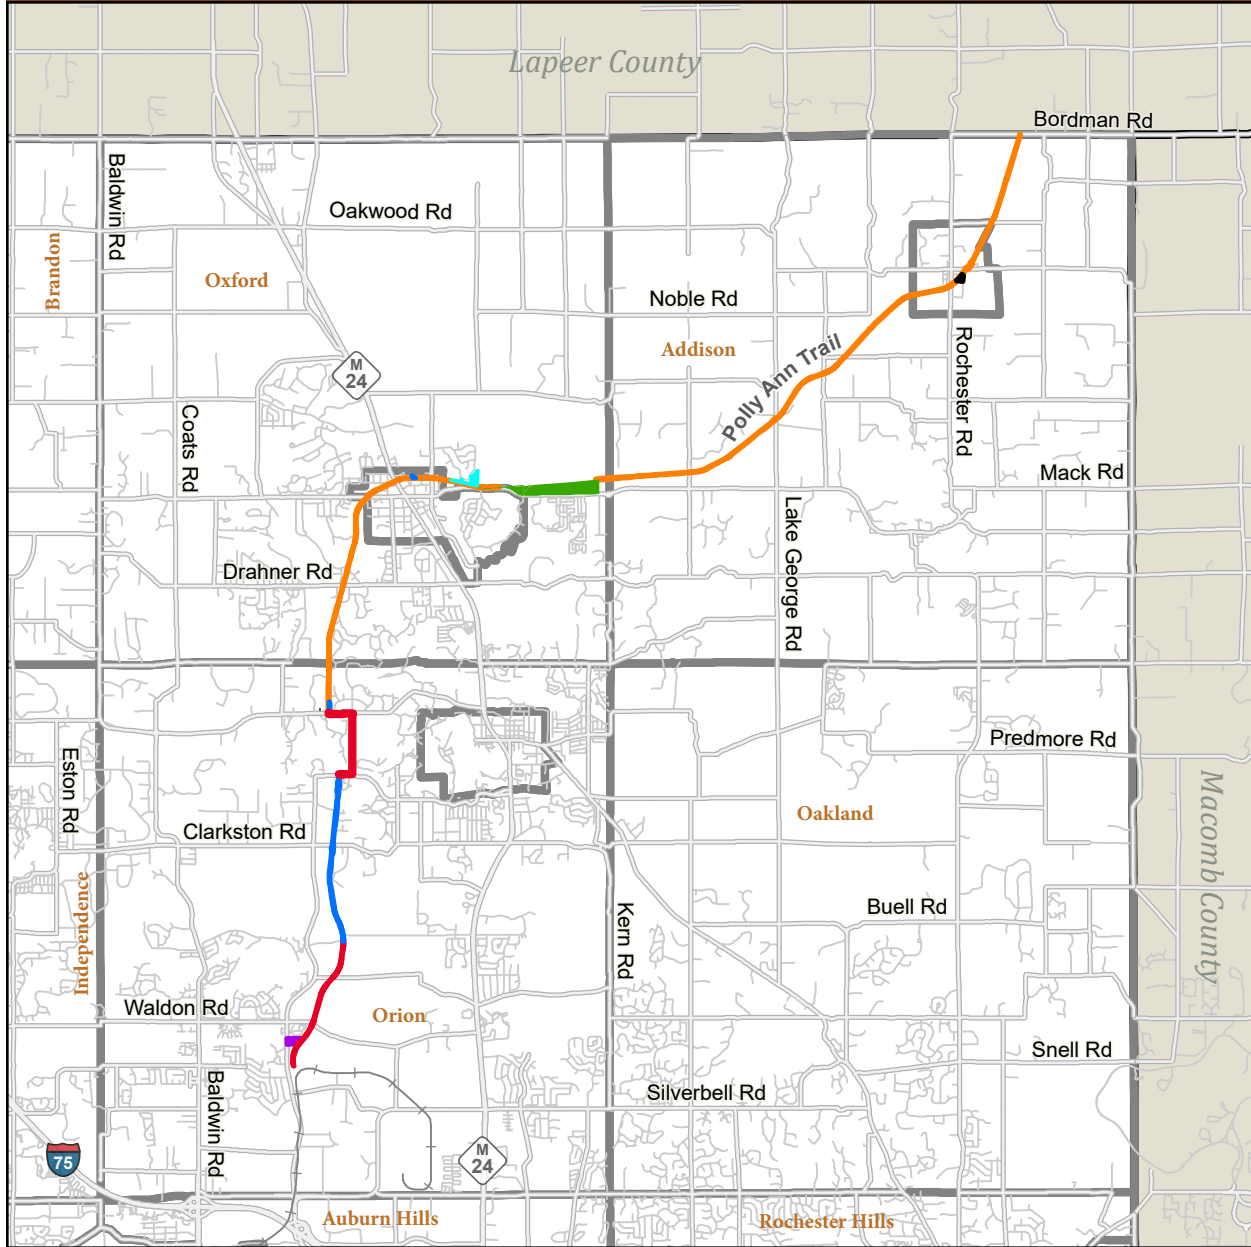 Lapeer County
Bordman Rd
Baldwin Rd
Oakwood Rd
Brandon
Oxford
Noble Rd
Addison
M
24
Polly Ann Trail
Rochester Rd
Coats Rd
Mack Rd
Lake George Rd
Drahner Rd
Predmore Rd
Eston Rd
Macomb County
Oakland
Clarkston Rd
Independence
Buell Rd
Kern Rd
Waldon Rd
Orion
Snell Rd
Baldwin Rd
Silverbell Rd
75
M
24
Auburn Hills
Rochester Hills